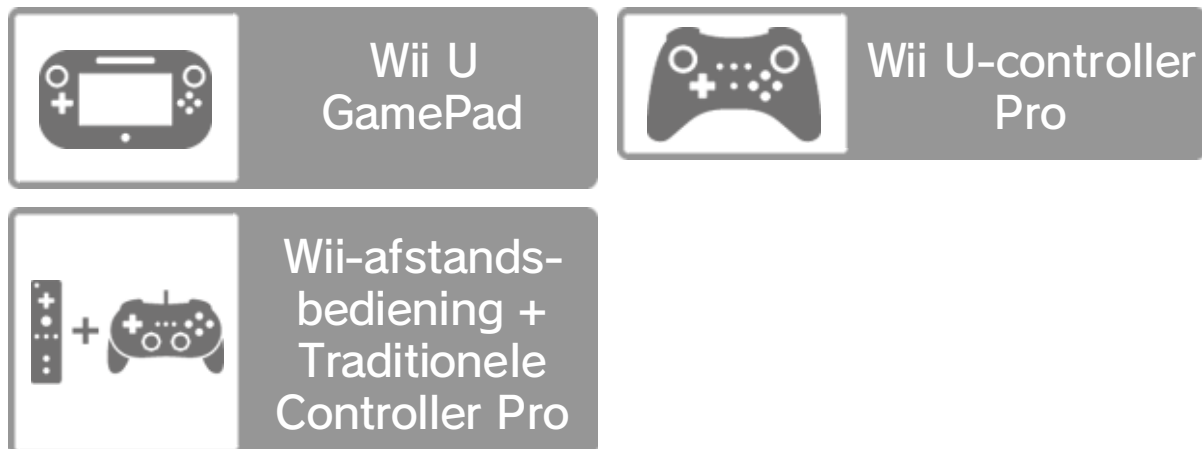 Wii U
GamePad
Wii U-controller
Pro
Wii-afstands-
bediening +
Traditionele
Controller Pro